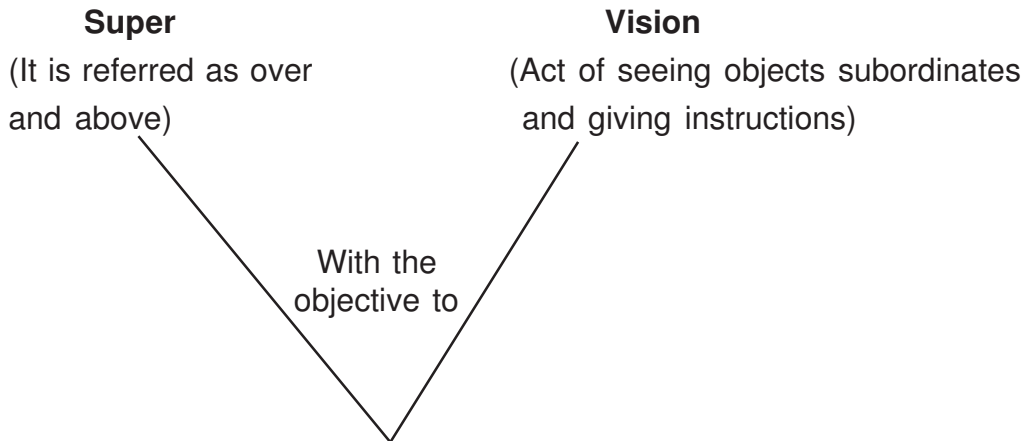 Super
Vision
(It is referred as over
and above)
(Act of seeing objects subordinates
and giving instructions)
With the
objective to